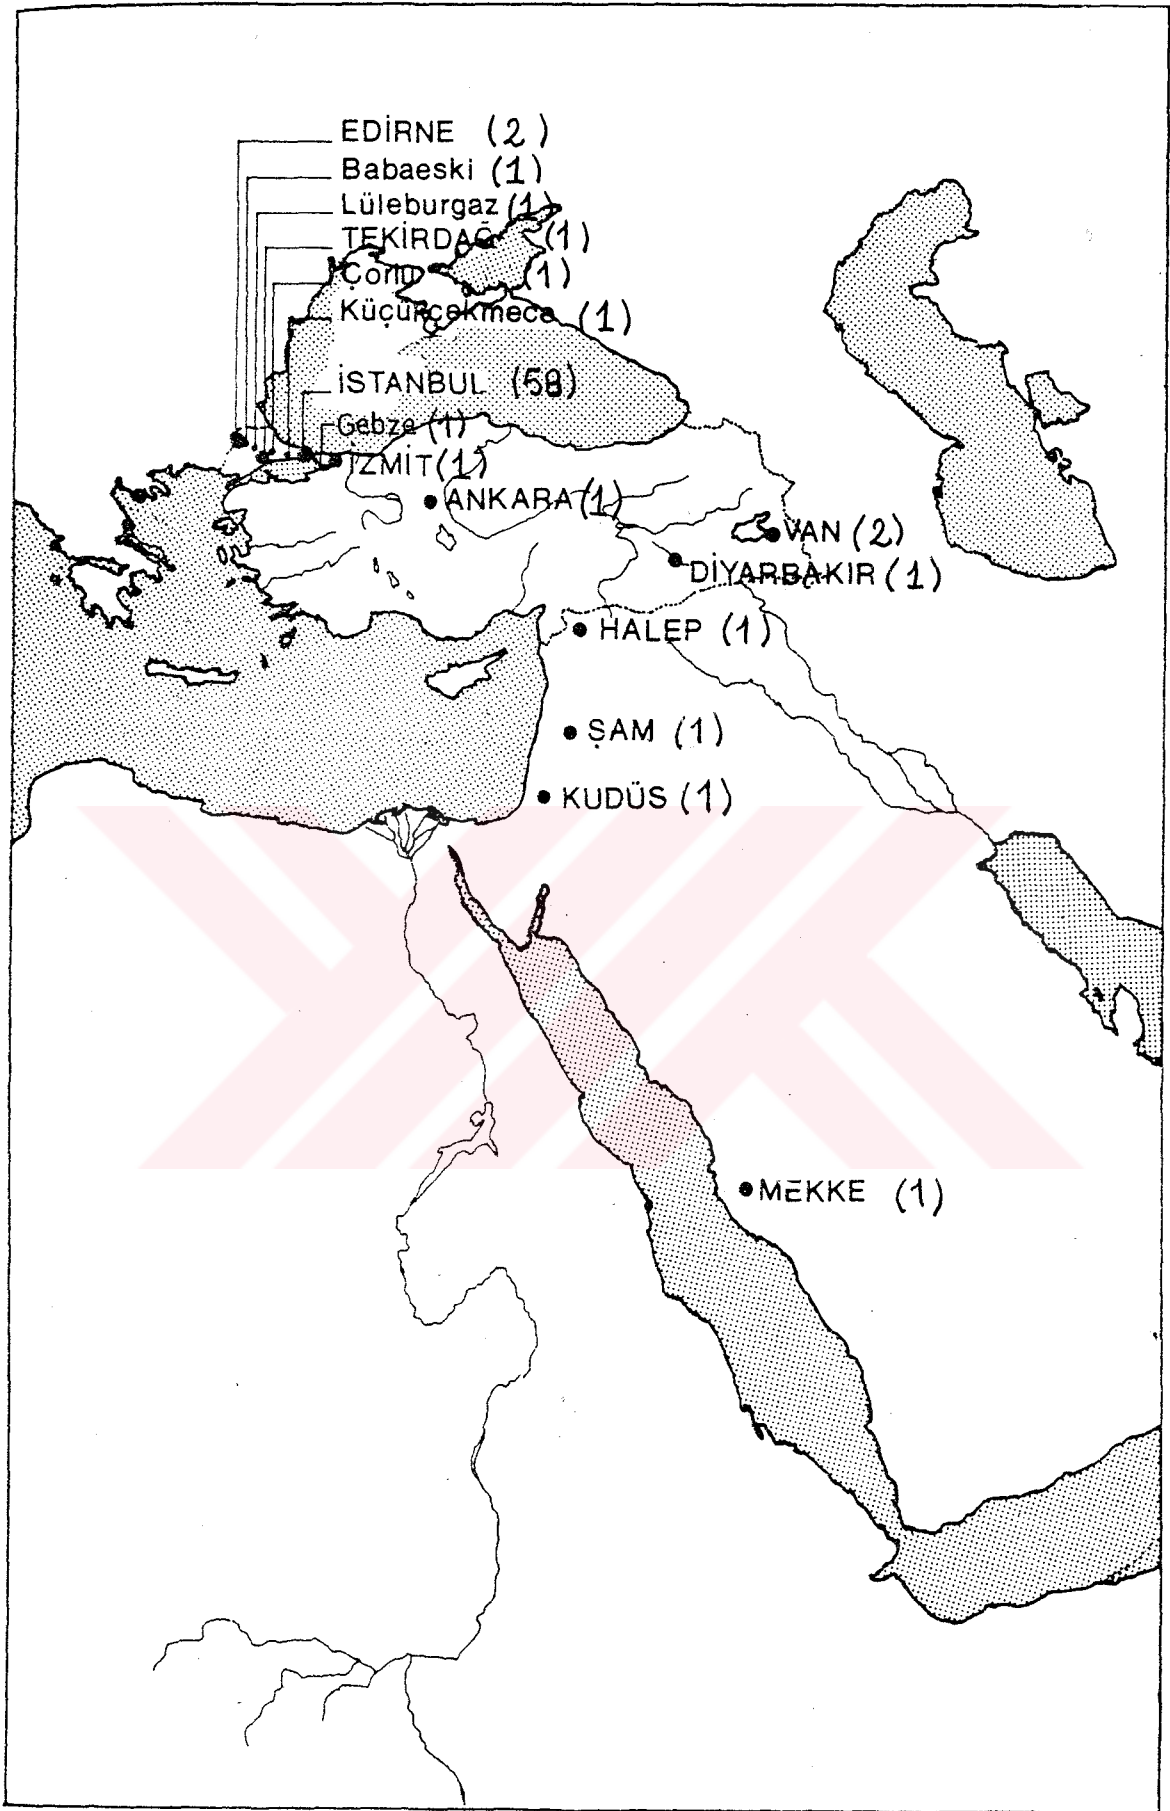 EDİRNE (2)
Babaeski (1)
Lüleburgaz (1)
TEKİRDAĞ (1)
Çorlu (1)
Küçükçekmece (1)
İSTANBUL (58)
Gebze (1)
İZMİT (1)
ANKARA (1)
VAN (2)
DİYARBAKIR (1)
HALEP (1)
ŞAM (1)
KUDÜS (1)
MEKKE (1)